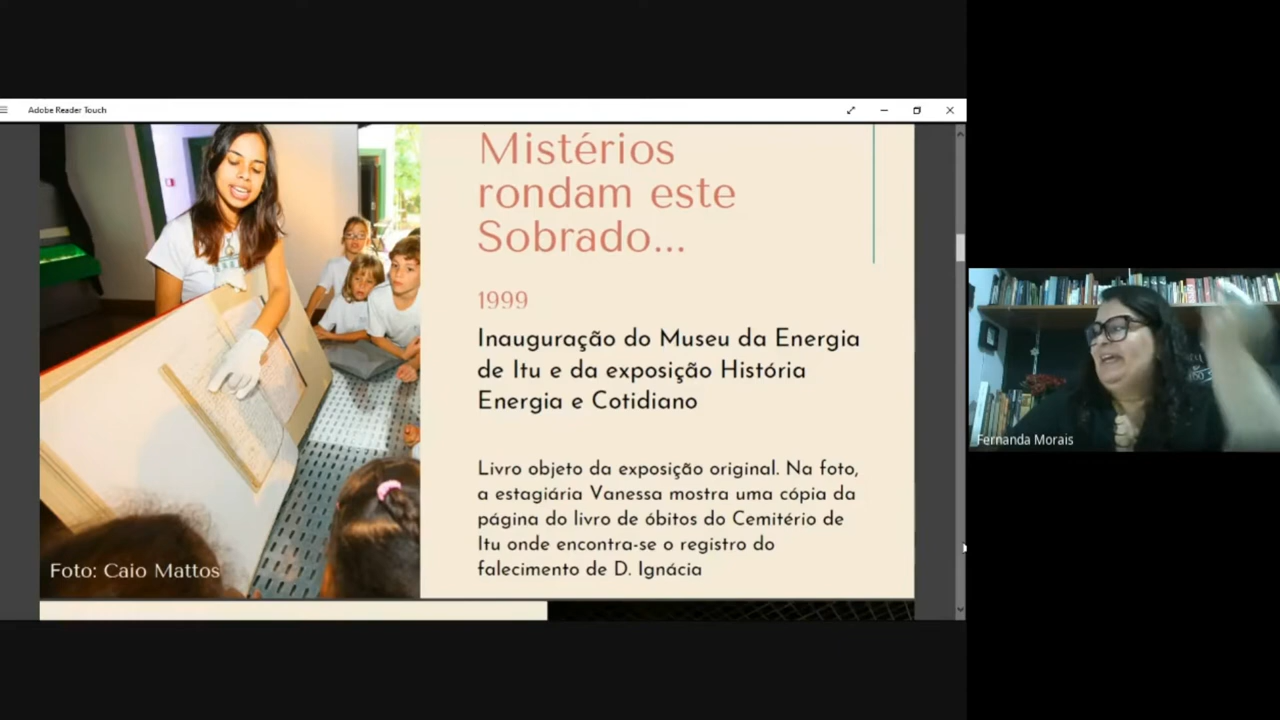 Adobe Reader Touch
Mistérios
rondam este
Sobrado...
1999
Inauguração do Museu da Energia
de Itu e da exposição História
Energia e Cotidiano
Livro objeto da exposição original. Na foto,
a estagiária Vanessa mostra uma cópia da
página do livro de óbitos do Cemitério de
Itu onde encontra-se o registro do
falecimento de D. Ignácia
Foto: Caio Mattos
Fernanda Morais